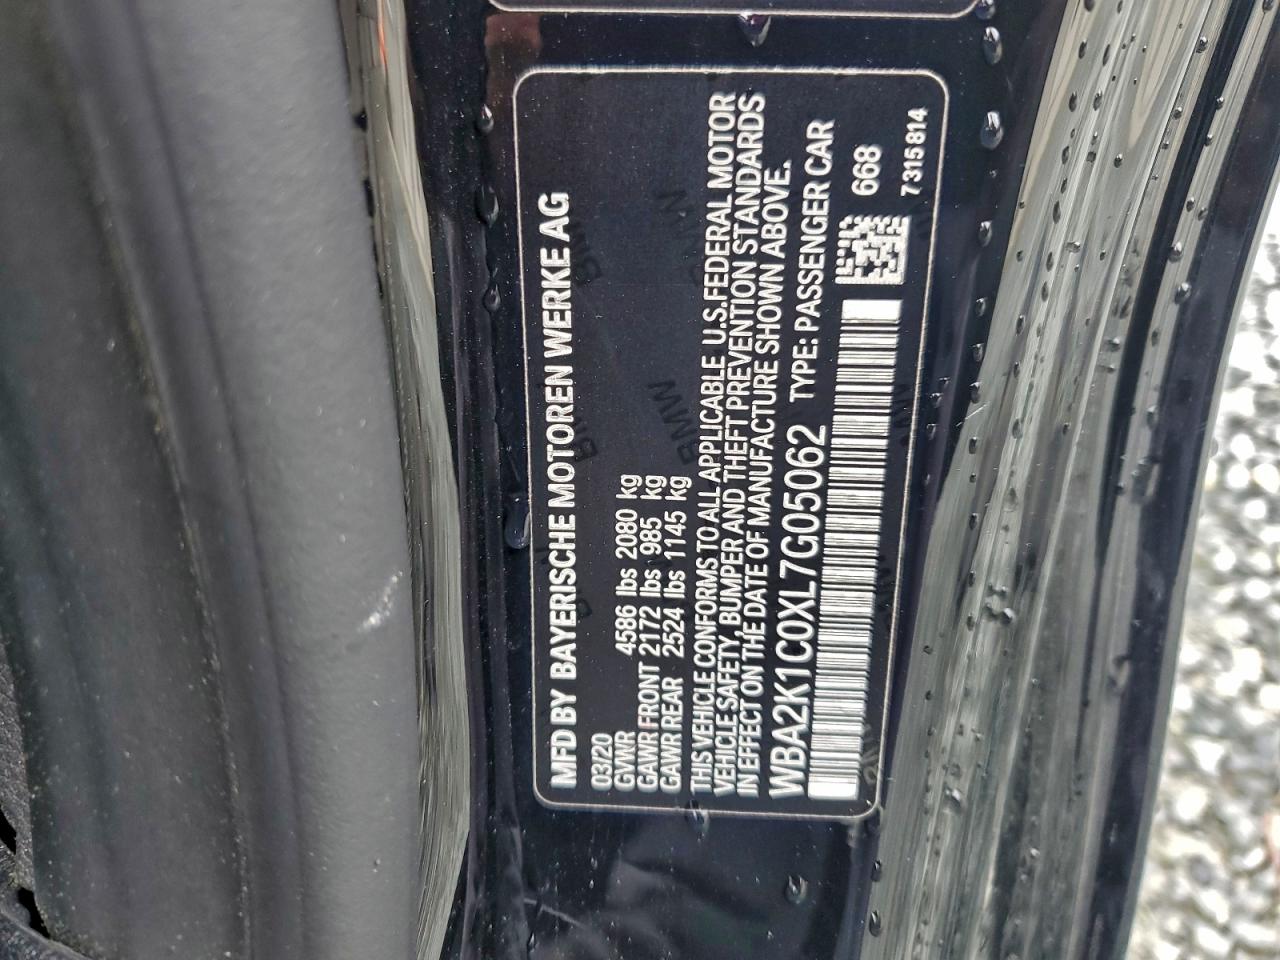 MFD BY BAYERISCHE MOTOREN WERKE AG
03/20
GVWR 4586 lbs 2080 kg
GAWR FRONT 2172 lbs 985 kg
GAWR REAR 2524 lbs 1145 kg
THIS VEHICLE CONFORMS TO ALL APPLICABLE U.S.FEDERAL MOTOR
VEHICLE SAFETY, BUMPER AND THEFT PREVENTION STANDARDS
IN EFFECT ON THE DATE OF MANUFACTURE SHOWN ABOVE.
WBA2K1C0XL7G05062 TYPE: PASSENGER CAR
668
7315814